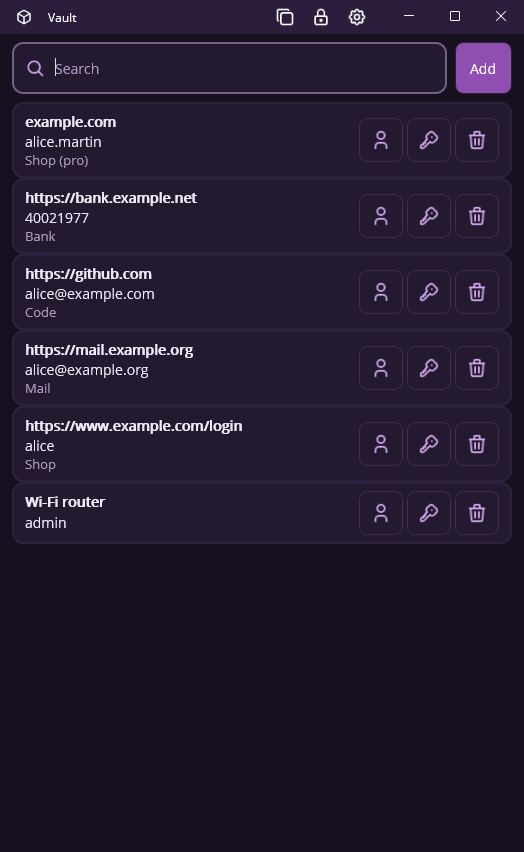 Vault
Search
Add
example.com
alice.martin
Shop (pro)
https://bank.example.net
40021977
Bank
https://github.com
alice@example.com
Code
https://mail.example.org
alice@example.org
Mail
https://www.example.com/login
alice
Shop
Wi-Fi router
admin